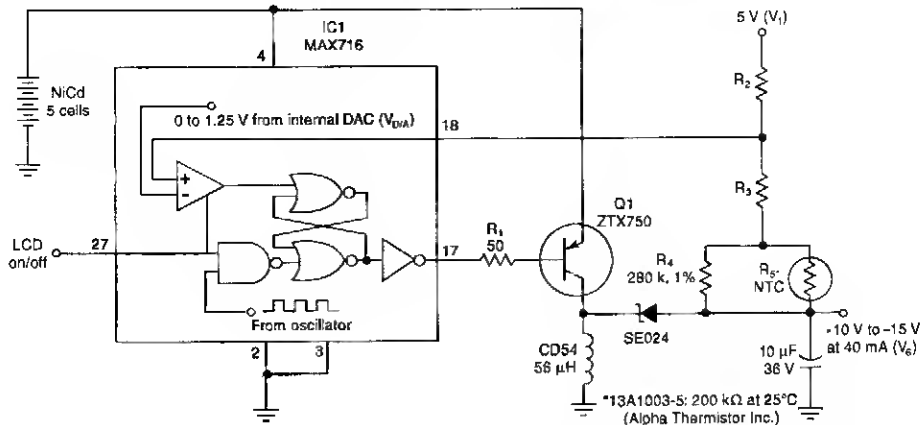 IC1
MAX716
4
5 V (V₁)
R₂
NiCd
5 cells
0 to 1.25 V from internal DAC (V_D/A)
18
+
−
R₃
Q1
ZTX750
LCD
on/off
27
17
R₁
50
R₄
280 k, 1%
R₅*
NTC
From oscillator
SE024
-10 V to −15 V
at 40 mA (V₆)
2
3
CD54
56 µH
10 µF
36 V
*13A1003-5: 200 kΩ at 25°C
(Alpha Thermistor Inc.)